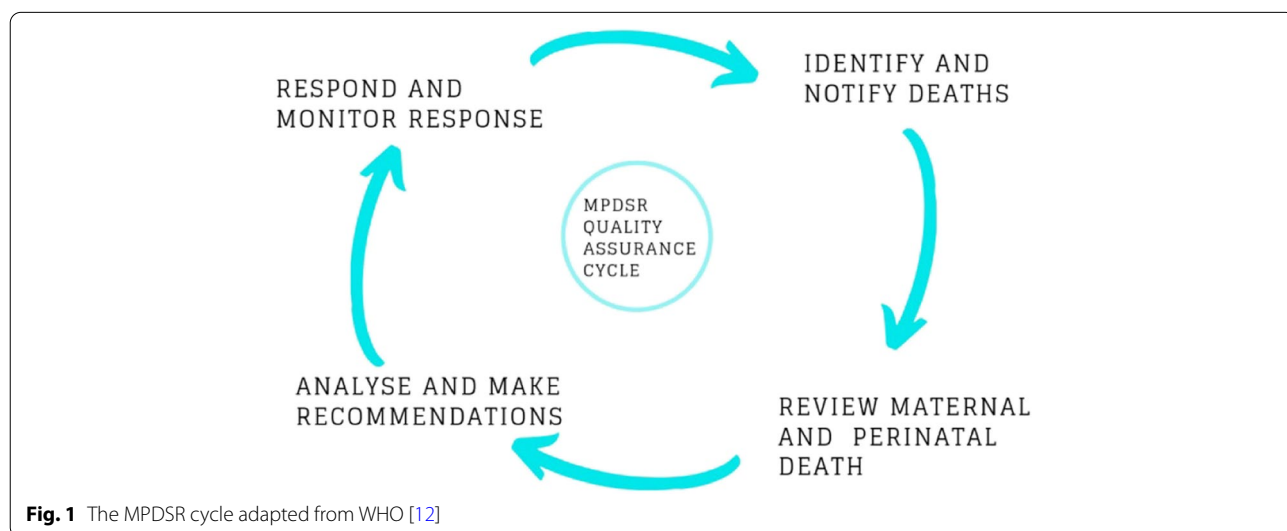 RESPOND AND
MONITOR RESPONSE
IDENTIFY AND
NOTIFY DEATHS
MPDSR
QUALITY
ASSURANCE
CYCLE
ANALYSE AND MAKE
RECOMMENDATIONS
REVIEW MATERNAL
AND PERINATAL
DEATH
Fig. 1 The MPDSR cycle adapted from WHO [12]